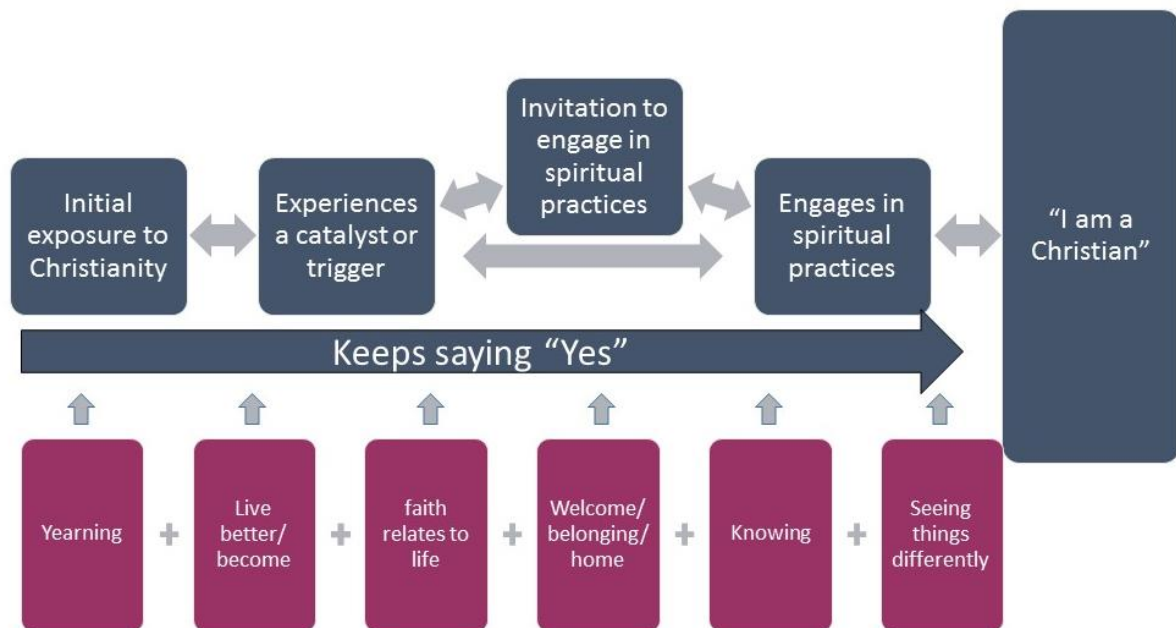 Initial
exposure to
Christianity
Experiences
a catalyst or
trigger
Invitation to
engage in
spiritual
practices
Engages in
spiritual
practices
“I am a
Christian”
Keeps saying “Yes”
Yearning
+
Live
better/
become
+
faith
relates to
life
+
Welcome/
belonging/
home
+
Knowing
+
Seeing
things
differently